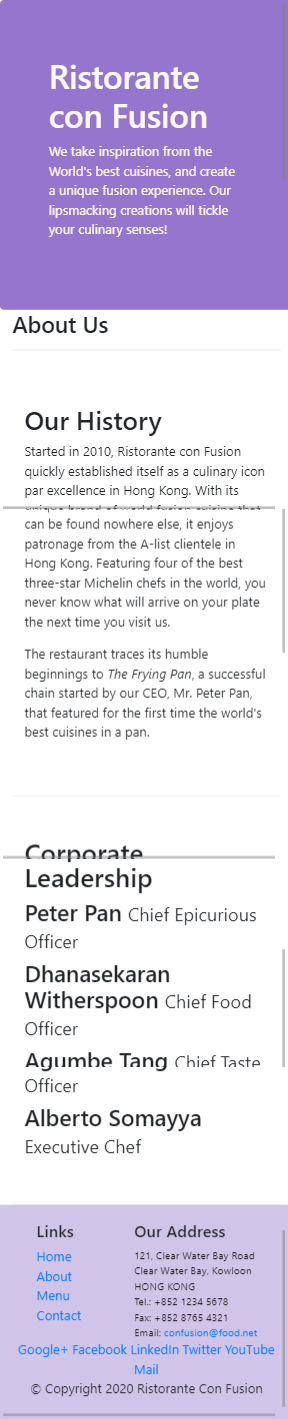 Ristorante
con Fusion
We take inspiration from the
World's best cuisines, and create
a unique fusion experience. Our
lipsmacking creations will tickle
your culinary senses!
About Us
Our History
Started in 2010, Ristorante con Fusion
quickly established itself as a culinary icon
par excellence in Hong Kong. With its
unique brand of world fusion cuisine that
can be found nowhere else, it enjoys
patronage from the A-list clientele in
Hong Kong. Featuring four of the best
three-star Michelin chefs in the world, you
never know what will arrive on your plate
the next time you visit us.
The restaurant traces its humble
beginnings to The Frying Pan, a successful
chain started by our CEO, Mr. Peter Pan,
that featured for the first time the world's
best cuisines in a pan.
Corporate
Leadership
Peter Pan Chief Epicurious
Officer
Dhanasekaran
Witherspoon Chief Food
Officer
Agumbe Tang Chief Taste
Officer
Alberto Somayya
Executive Chef
Links
Home
About
Menu
Contact
Our Address
121, Clear Water Bay Road
Clear Water Bay, Kowloon
HONG KONG
Tel.: +852 1234 5678
Fax: +852 8765 4321
Email: confusion@food.net
Google+ Facebook LinkedIn Twitter YouTube
Mail
© Copyright 2020 Ristorante Con Fusion